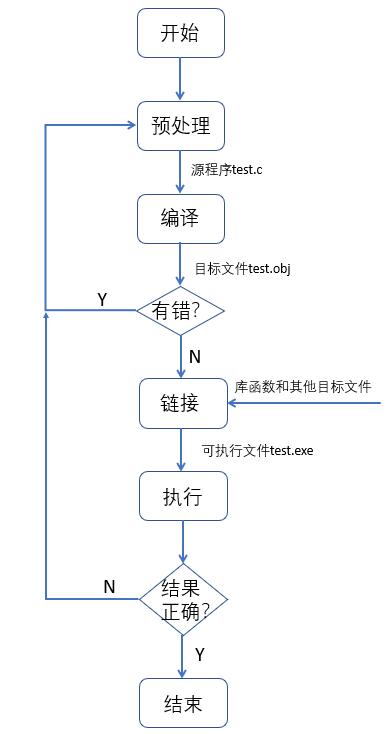 开始
预处理
源程序test.c
编译
目标文件test.obj
Y
有错？
N
库函数和其他目标文件
链接
可执行文件test.exe
执行
结果
正确？
N
Y
结束